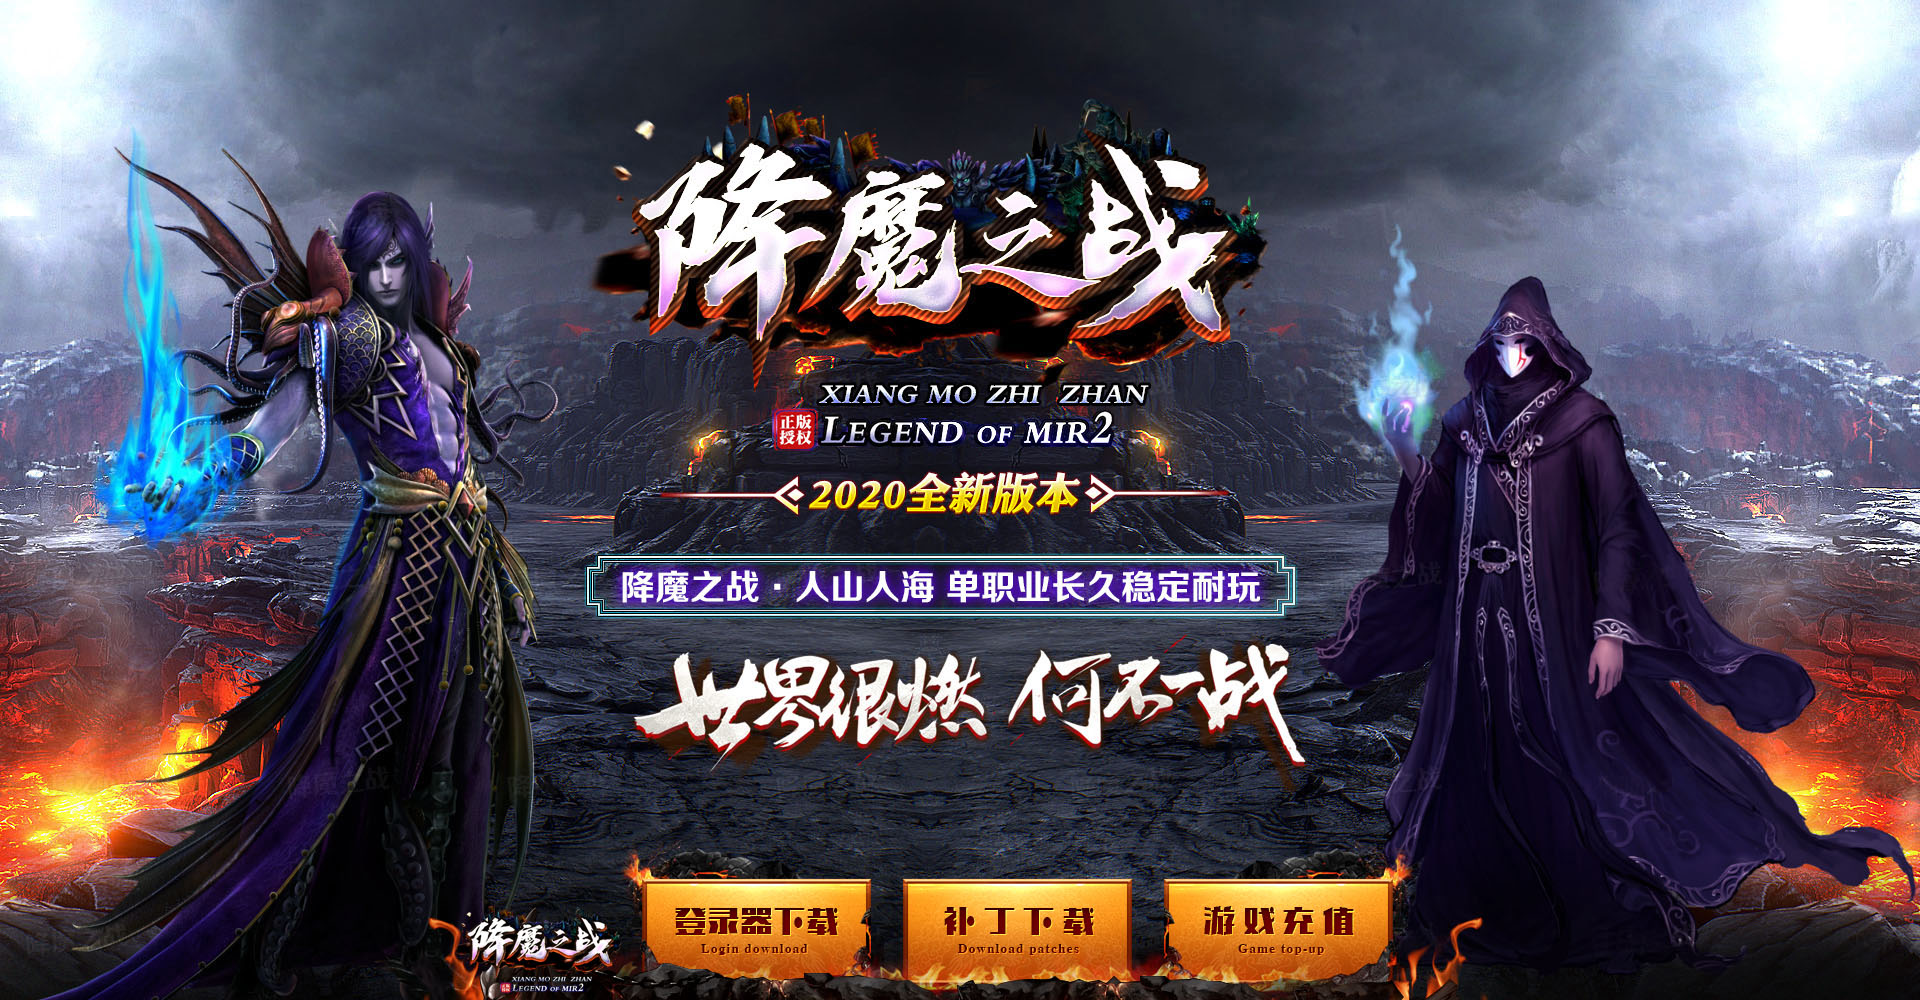 降魔之战
XIANG MO ZHI ZHAN
正版授权
LEGEND OF MIR2
2020全新版本
降魔之战·人山人海 单职业长久稳定耐玩
世界很燃 何不一战
登录器下载
Login download
补丁下载
Download patches
游戏充值
Game top-up
降魔之战
XIANG MO ZHI ZHAN
LEGEND OF MIR2
降魔之战